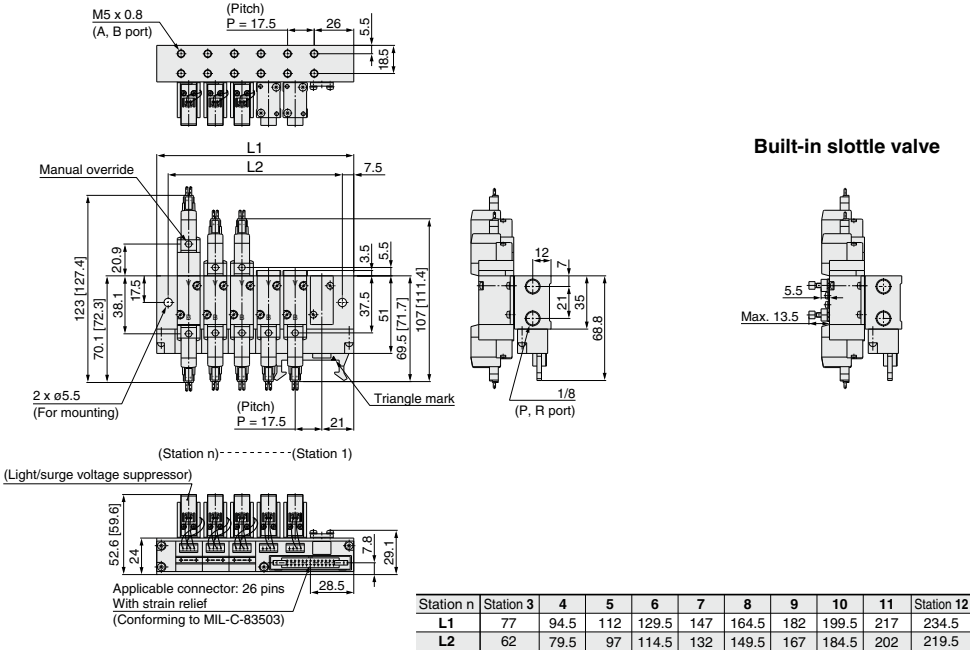 M5 x 0.8
(A, B port)
(Pitch)
P = 17.5
26
5.5
18.5
L1
L2
7.5
Manual override
123 [127.4]
70.1 [72.3]
20.9
17.5
38.1
3.5
5.5
37.5
51
69.5 [71.7]
107 [111.4]
2 x ø5.5
(For mounting)
(Pitch)
P = 17.5
21
Triangle mark
(Station n)
(Station 1)
12
7
21
35
68.8
1/8
(P, R port)
Built-in slottle valve
5.5
Max. 13.5
(Light/surge voltage suppressor)
52.6 [59.6]
24
7.8
29.1
28.5
Applicable connector: 26 pins
With strain relief
(Conforming to MIL-C-83503)
Station n Station 3 4 5 6 7 8 9 10 11 Station 12
L1 77 94.5 112 129.5 147 164.5 182 199.5 217 234.5
L2 62 79.5 97 114.5 132 149.5 167 184.5 202 219.5